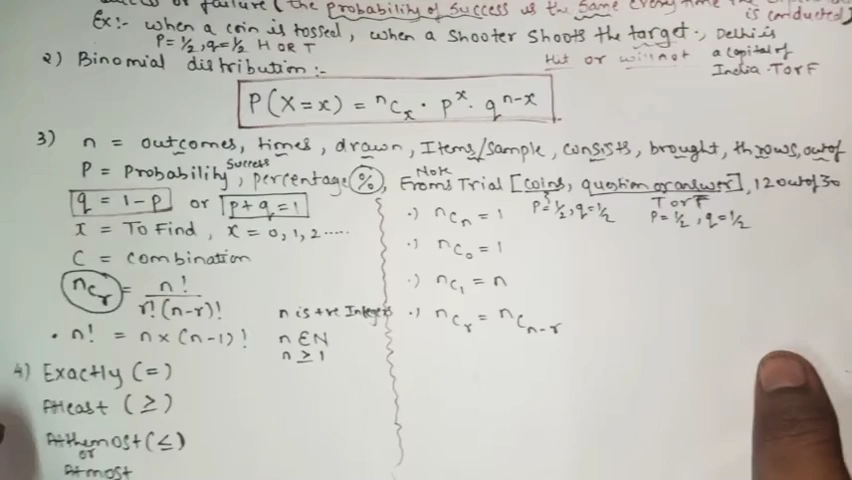 or failure (the probability of success is the same every time the
is conducted)
Ex:- when a coin is tossed, when a shooter shoots the target., Delhi is
P=½, q=½ H OR T
Hit or will not
a capital of
India. T or F
2) Binomial distribution:-
P(X=x) = ⁿCₓ · pˣ · qⁿ⁻ˣ
3) n = outcomes, times, drawn, Items/sample, consists, brought, throws, out of
P = Probability Success, percentage (%), From Trial [coins, question or answer], 12 out of 30
Note
q = 1-p or p+q=1
P=½, q=½
T or F
P=½, q=½
x = To Find, x = 0, 1, 2.....
C = combination
nCr = n! / r!(n-r)!
n is +ve Integers
• n! = n×(n-1)!
n ∈ N
n ≥ 1
·) nCn = 1
·) nC0 = 1
·) nC1 = n
·) nCr = nCn-r
4) Exactly (=)
Atleast (≥)
Atthemost (≤)
or
Atmost